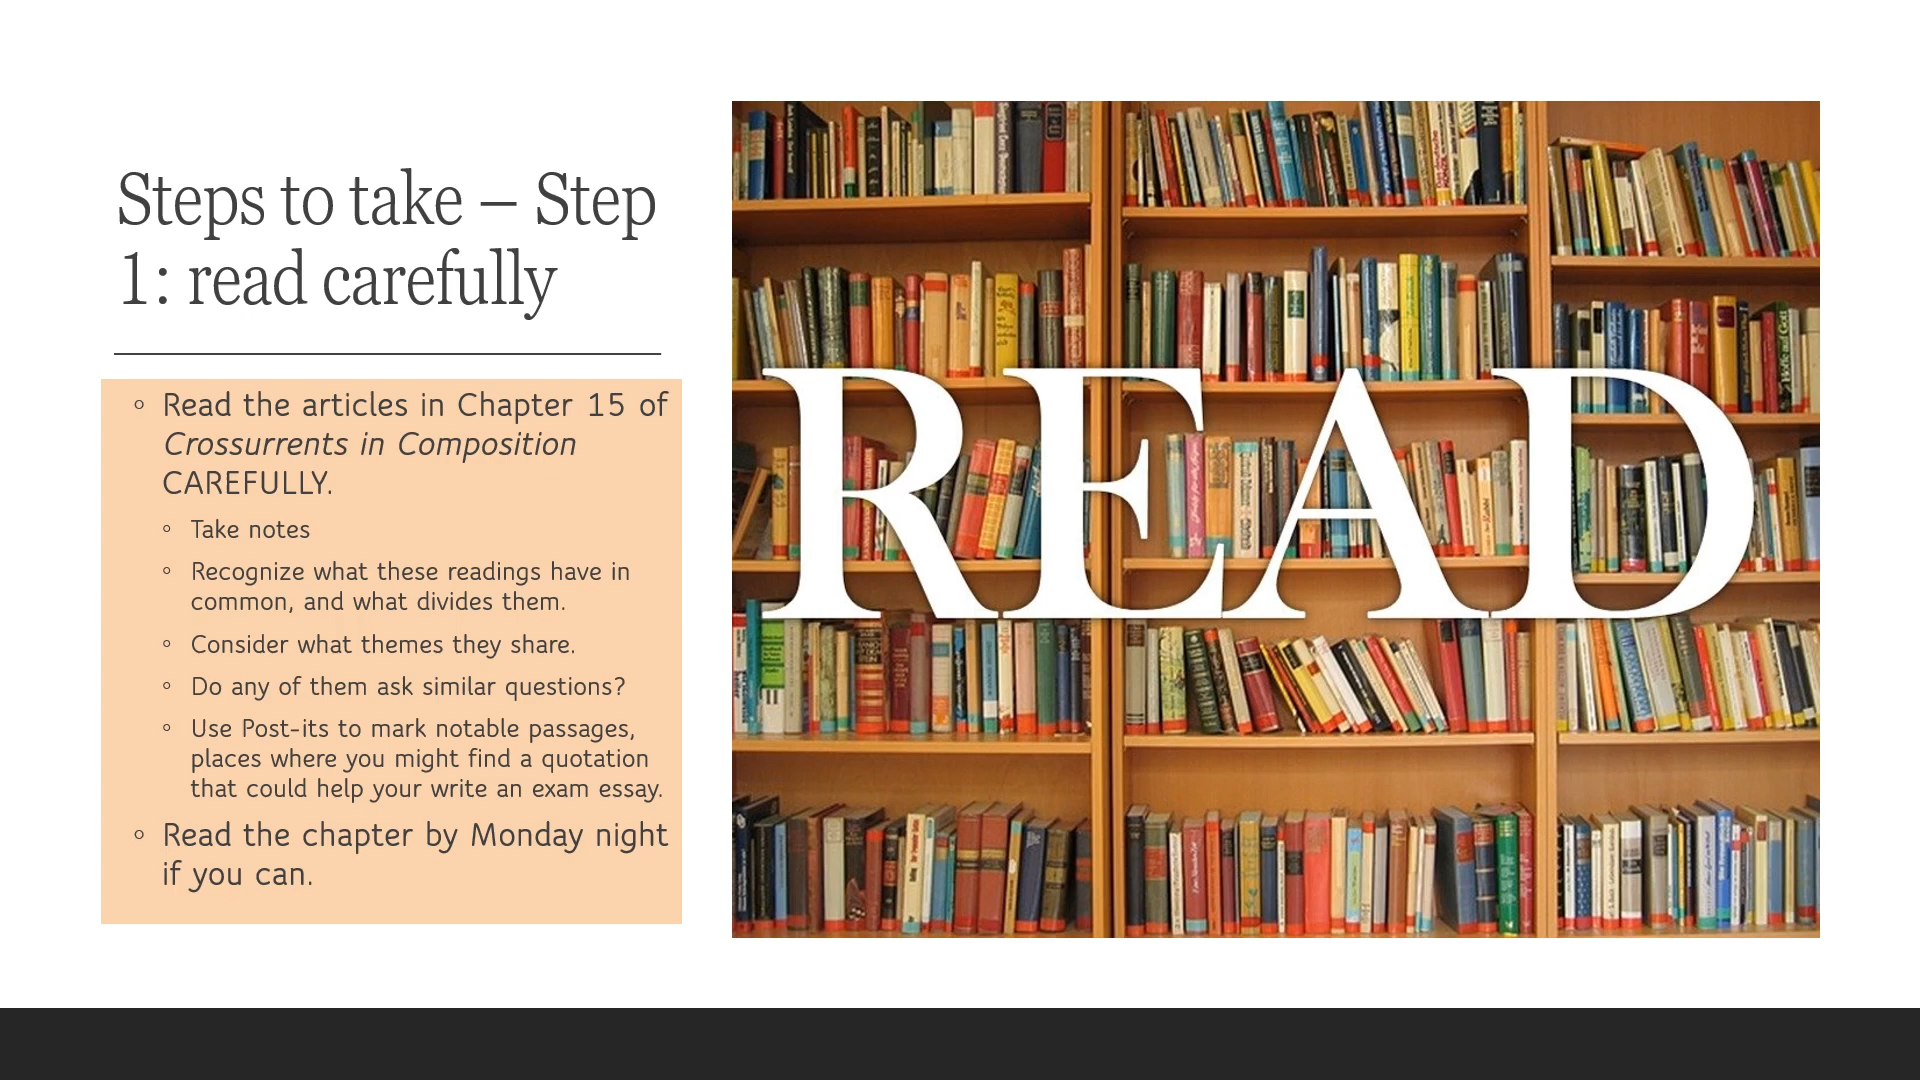 Steps to take – Step
1: read carefully
◦ Read the articles in Chapter 15 of
Crossurrents in Composition
CAREFULLY.
◦ Take notes
◦ Recognize what these readings have in
common, and what divides them.
◦ Consider what themes they share.
◦ Do any of them ask similar questions?
◦ Use Post-its to mark notable passages,
places where you might find a quotation
that could help your write an exam essay.
◦ Read the chapter by Monday night
if you can.
READ